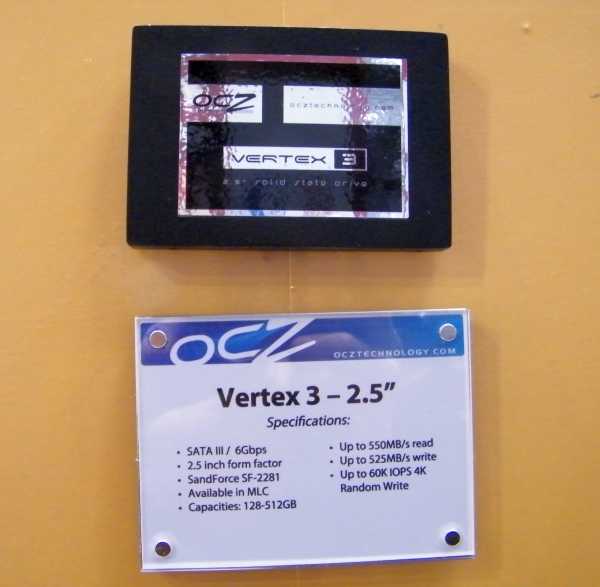 OCZ
ocztechnology.com
VERTEX 3
2.5" solid state drive
OCZ
OCZTECHNOLOGY.COM
Vertex 3 – 2.5”
Specifications:
• SATA III / 6Gbps
• 2.5 inch form factor
• SandForce SF-2281
• Available in MLC
• Capacities: 128-512GB
• Up to 550MB/s read
• Up to 525MB/s write
• Up to 60K IOPS 4K
Random Write